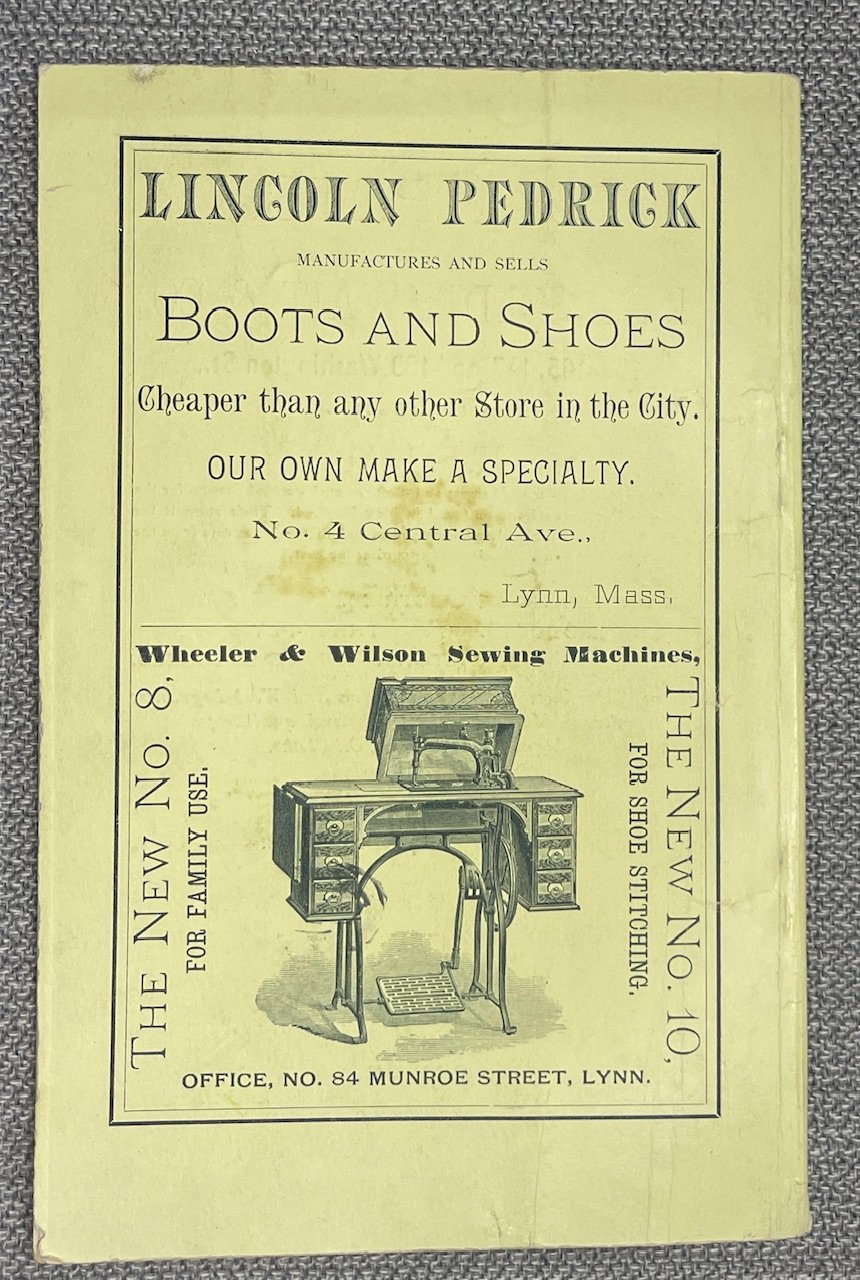 LINCOLN PEDRICK
MANUFACTURES AND SELLS
BOOTS AND SHOES
Cheaper than any other Store in the City.
OUR OWN MAKE A SPECIALTY.
No. 4 Central Ave.,
Lynn, Mass.
Wheeler & Wilson Sewing Machines,
THE NEW No. 8,
FOR FAMILY USE.
THE NEW No. 10,
FOR SHOE STITCHING.
OFFICE, NO. 84 MUNROE STREET, LYNN.